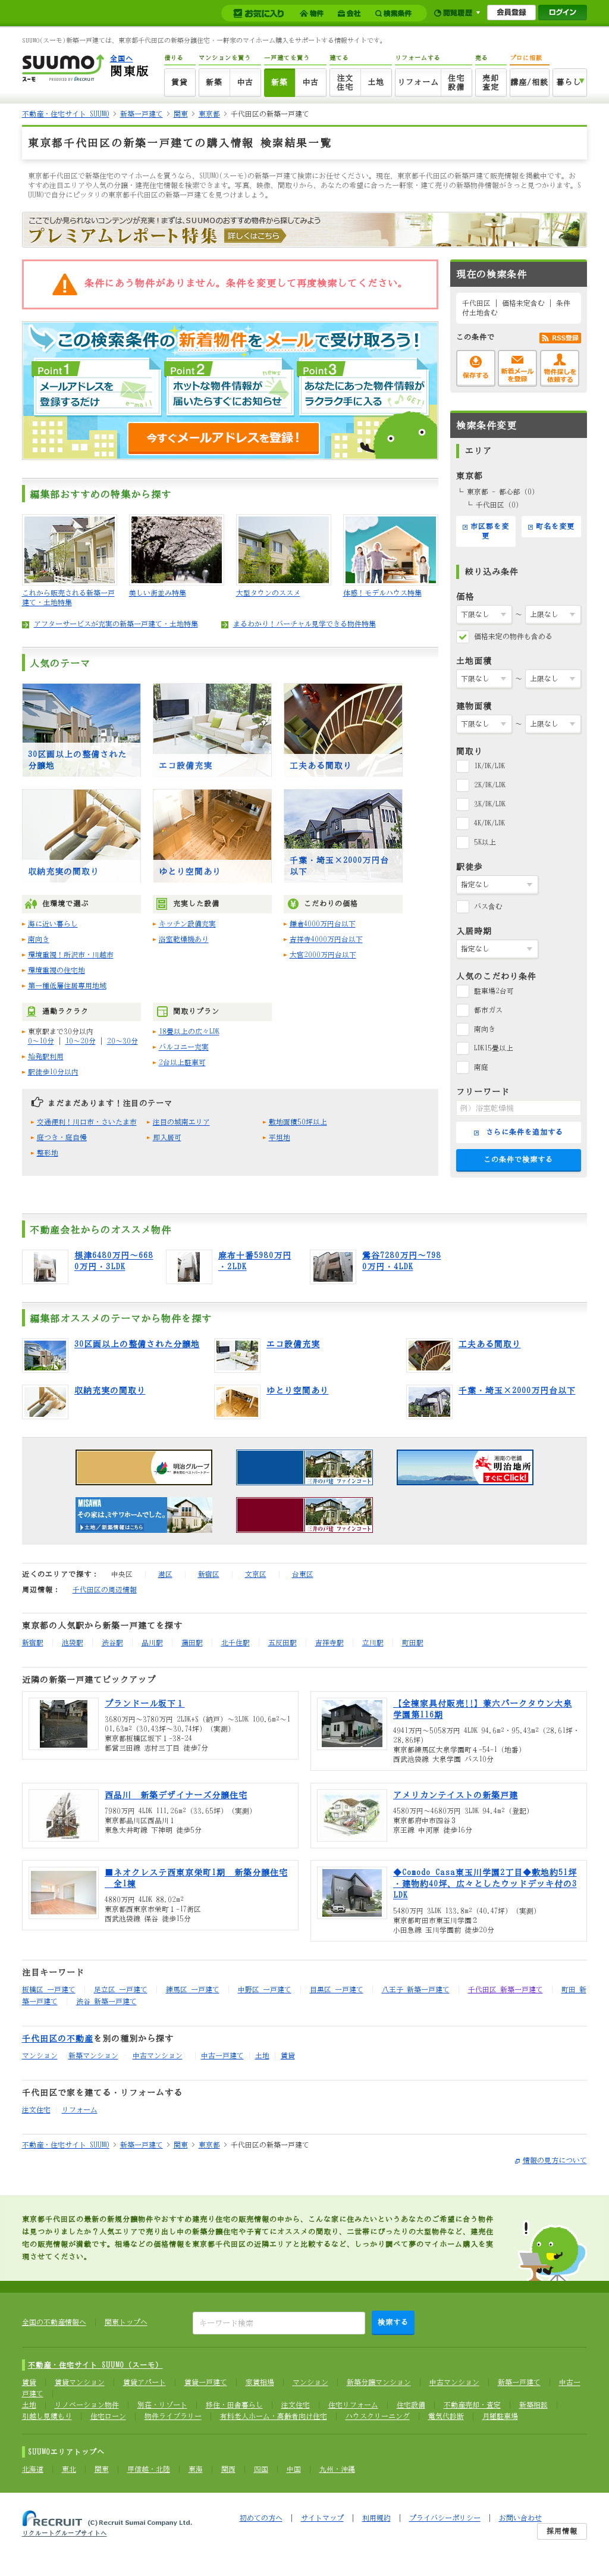 お気に入り
物件
会社
検索条件
閲覧履歴
会員登録
ログイン
SUUMO(スーモ)新築一戸建ては、東京都千代田区の新築分譲住宅・一軒家のマイホーム購入をサポートする情報サイトです。
SUUMO
スーモ PRODUCED BY RECRUIT
全国へ
関東版
借りる
マンションを買う
一戸建てを買う
建てる
リフォームする
売る
プロに相談
賃貸
新築
中古
新築
中古
注文住宅
土地
リフォーム
住宅設備
売却査定
講座/相談
暮らし
不動産・住宅サイト SUUMO > 新築一戸建て > 関東 > 東京都 > 千代田区の新築一戸建て
東京都千代田区の新築一戸建ての購入情報 検索結果一覧
東京都千代田区で新築住宅のマイホームを買うなら、SUUMO(スーモ)の新築一戸建て検索にお任せください。現在、東京都千代田区の新築戸建て販売情報を掲載中です。おすすめ注目エリアや人気の分譲・建売住宅情報を検索できます。写真、映像、間取りから、あなたの希望に合った一軒家・建て売りの新築物件情報がきっと見つかります。SUUMOで自分にピッタリの東京都千代田区の新築一戸建てを見つけましょう。
ここでしか見られないコンテンツが充実!まずは、SUUMOのおすすめ物件から探してみよう
プレミアムレポート特集
詳しくはこちら
条件にあう物件がありません。条件を変更して再度検索してください。
この検索条件の新着物件をメールで受け取ろう!
Point1
メールアドレスを登録するだけ
Point2
ホットな物件情報が届いたらすぐにお知らせ
Point3
あなたにあった物件情報がラクラク手に入る
今すぐメールアドレスを登録!
編集部おすすめの特集から探す
これから販売される新築一戸建て・土地特集
美しい街並み特集
大型タウンのススメ
体感!モデルハウス特集
アフターサービスが充実の新築一戸建て・土地特集
まるわかり!バーチャル見学できる物件特集
人気のテーマ
30区画以上の整備された分譲地
エコ設備充実
工夫ある間取り
収納充実の間取り
ゆとり空間あり
千葉・埼玉×2000万円台以下
住環境で選ぶ
海に近い暮らし
南向き
環境重視!所沢市・川越市
環境重視の住宅地
第一種低層住居専用地域
充実した設備
キッチン設備充実
浴室乾燥機あり
こだわりの価格
鎌倉4000万円台以下
吉祥寺4000万円台以下
大宮2000万円台以下
通勤ラクラク
東京駅まで30分以内
0~10分 | 10~20分 | 20~30分
始発駅利用
駅徒歩10分以内
間取りプラン
18畳以上の広々LDK
バルコニー充実
2台以上駐車可
まだまだあります!注目のテーマ
交通便利!川口市・さいたま市
注目の城南エリア
敷地面積50坪以上
庭つき・庭自慢
即入居可
平坦地
整形地
現在の検索条件
千代田区 | 価格未定含む | 条件付土地含む
この条件で
RSS登録
保存する
新着メールを登録
物件探しを依頼する
検索条件変更
エリア
東京都
東京都 - 都心部 (0)
千代田区 (0)
市区郡を変更
町名を変更
絞り込み条件
価格
下限なし ~ 上限なし
価格未定の物件も含める
土地面積
下限なし ~ 上限なし
建物面積
下限なし ~ 上限なし
間取り
1K/DK/LDK
2K/DK/LDK
3K/DK/LDK
4K/DK/LDK
5K以上
駅徒歩
指定なし
バス含む
入居時期
指定なし
人気のこだわり条件
駐車場2台可
都市ガス
南向き
LDK15畳以上
南庭
フリーワード
例)浴室乾燥機
さらに条件を追加する
この条件で検索する
不動産会社からのオススメ物件
根津6480万円~6680万円・3LDK
麻布十番5980万円・2LDK
鶯谷7280万円~7980万円・4LDK
編集部オススメのテーマから物件を探す
30区画以上の整備された分譲地
エコ設備充実
工夫ある間取り
収納充実の間取り
ゆとり空間あり
千葉・埼玉×2000万円台以下
明治グループ
三井の戸建 ファインコート
湘南の老舗
明治地所
すぐにClick!
MISAWA
その家は、ミサワホームでした。
土地/新築情報はこちら
三井の戸建 ファインコート
近くのエリアで探す: 中央区 港区 新宿区 文京区 台東区
周辺情報: 千代田区の周辺情報
東京都の人気駅から新築一戸建てを探す
新宿駅 池袋駅 渋谷駅 品川駅 蒲田駅 北千住駅 五反田駅 吉祥寺駅 立川駅 町田駅
近隣の新築一戸建てピックアップ
ブランドール坂下Ⅰ
3680万円~3780万円 2LDK+S(納戸)~3LDK 100.6m²~101.63m²(30.43坪~30.74坪)(実測)
東京都板橋区坂下1-38-24
都営三田線 志村三丁目 徒歩7分
【全棟家具付販売!!】兼六パークタウン大泉学園第116期
4941万円~5058万円 4LDK 94.6m²・95.43m²(28.61坪・28.86坪)
東京都練馬区大泉学園町4-54-1(地番)
西武池袋線 大泉学園 バス10分
西品川 新築デザイナーズ分譲住宅
7980万円 4LDK 111.26m²(33.65坪)(実測)
東京都品川区西品川1
東急大井町線 下神明 徒歩5分
アメリカンテイストの新築戸建
4580万円~4680万円 3LDK 94.4m²(登記)
東京都府中市四谷3
京王線 中河原 徒歩16分
■ネオクレステ西東京栄町1期 新築分譲住宅 全1棟
4880万円 4LDK 88.02m²
東京都西東京市栄町1-17街区
西武池袋線 保谷 徒歩15分
◆Comodo Casa東玉川学園2丁目◆敷地約51坪・建物約40坪、広々としたウッドデッキ付の3LDK
5480万円 3LDK 133.8m²(40.47坪)(実測)
東京都町田市東玉川学園2
小田急線 玉川学園前 徒歩20分
注目キーワード
板橋区 一戸建て 足立区 一戸建て 練馬区 一戸建て 中野区 一戸建て 目黒区 一戸建て 八王子 新築一戸建て 千代田区 新築一戸建て 町田 新築一戸建て 渋谷 新築一戸建て
千代田区の不動産を別の種別から探す
マンション 新築マンション 中古マンション 中古一戸建て 土地 賃貸
千代田区で家を建てる・リフォームする
注文住宅 リフォーム
不動産・住宅サイト SUUMO > 新築一戸建て > 関東 > 東京都 > 千代田区の新築一戸建て
情報の見方について
東京都千代田区の最新の新規分譲物件やおすすめ建売り住宅の販売情報の中から、こんな家に住みたいというあなたのご希望に合う物件は見つかりましたか?人気エリアで売り出し中の新築分譲住宅や子育てにオススメの間取り、二世帯にぴったりの大型物件など、建売住宅の販売情報が満載です。相場などの価格情報を東京都千代田区の近隣エリアと比較するなど、しっかり調べて夢のマイホーム購入を実現させてください。
全国の不動産情報へ 関東トップへ
キーワード検索
検索する
不動産・住宅サイト SUUMO(スーモ)
賃貸 賃貸マンション 賃貸アパート 賃貸一戸建て 家賃相場 マンション 新築分譲マンション 中古マンション 新築一戸建て 中古一戸建て
土地 リノベーション物件 別荘・リゾート 移住・田舎暮らし 注文住宅 住宅リフォーム 住宅設備 不動産売却・査定 新築相談
引越し見積もり 住宅ローン 物件ライブラリー 有料老人ホーム・高齢者向け住宅 ハウスクリーニング 電気代診断 月極駐車場
SUUMOエリアトップへ
北海道 東北 関東 甲信越・北陸 東海 関西 四国 中国 九州・沖縄
RECRUIT (C) Recruit Sumai Company Ltd.
リクルートグループサイトへ
初めての方へ | サイトマップ | 利用規約 | プライバシーポリシー | お問い合わせ
採用情報